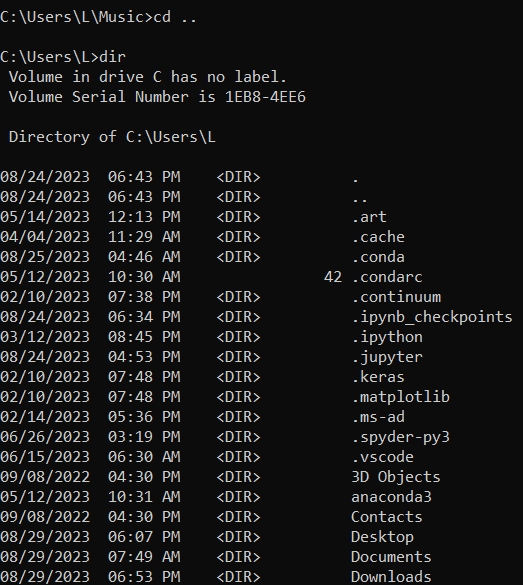 C:\Users\L\Music>cd ..
C:\Users\L>dir
Volume in drive C has no label.
Volume Serial Number is 1EB8-4EE6
Directory of C:\Users\L
08/24/2023  06:43 PM    <DIR>          .
08/24/2023  06:43 PM    <DIR>          ..
05/14/2023  12:13 PM    <DIR>          .art
04/04/2023  11:29 AM    <DIR>          .cache
08/25/2023  04:46 AM    <DIR>          .conda
05/12/2023  10:30 AM                42 .condarc
02/10/2023  07:38 PM    <DIR>          .continuum
08/24/2023  06:34 PM    <DIR>          .ipynb_checkpoints
03/12/2023  08:45 PM    <DIR>          .ipython
08/24/2023  04:53 PM    <DIR>          .jupyter
02/10/2023  07:48 PM    <DIR>          .keras
02/10/2023  07:48 PM    <DIR>          .matplotlib
02/14/2023  05:36 PM    <DIR>          .ms-ad
06/26/2023  03:19 PM    <DIR>          .spyder-py3
06/15/2023  06:30 AM    <DIR>          .vscode
09/08/2022  04:30 PM    <DIR>          3D Objects
05/12/2023  10:31 AM    <DIR>          anaconda3
09/08/2022  04:30 PM    <DIR>          Contacts
08/29/2023  06:07 PM    <DIR>          Desktop
08/29/2023  07:49 AM    <DIR>          Documents
08/29/2023  06:53 PM    <DIR>          Downloads